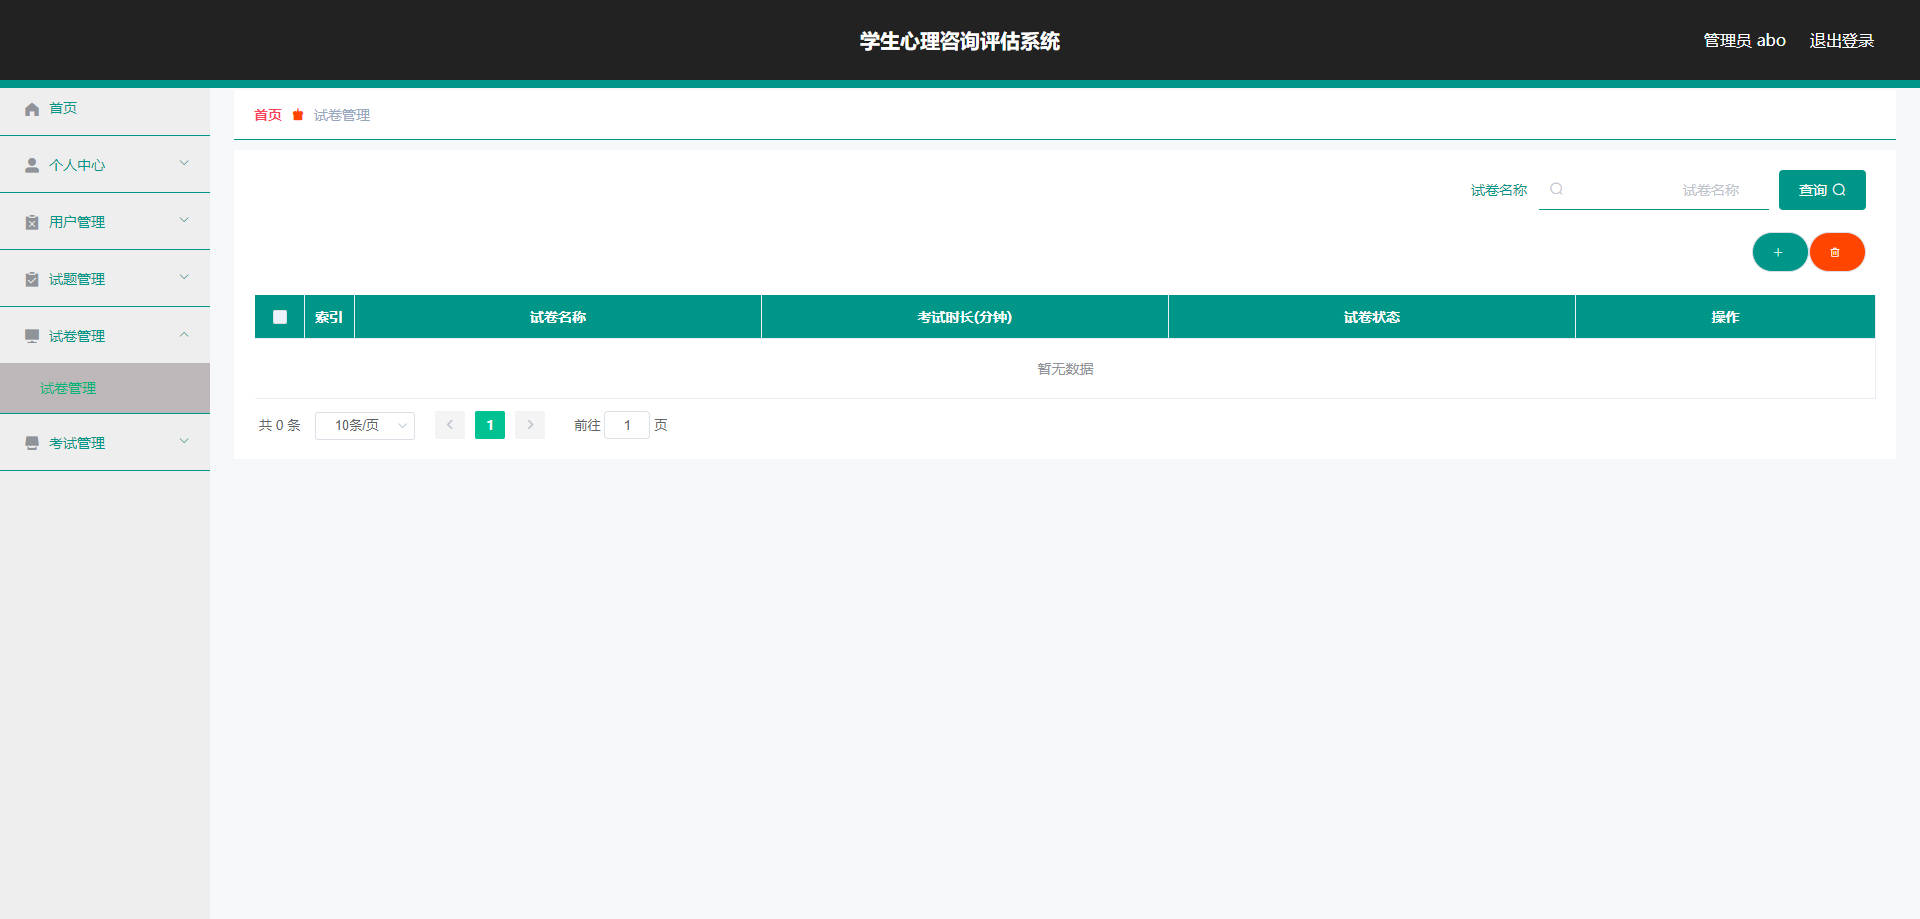 学生心理咨询评估系统
管理员 abo 退出登录
首页
个人中心
用户管理
试题管理
试卷管理
试卷管理
考试管理
首页 试卷管理
试卷名称 试卷名称 查询
索引 试卷名称 考试时长(分钟) 试卷状态 操作
暂无数据
共 0 条 10条/页 1 前往 1 页